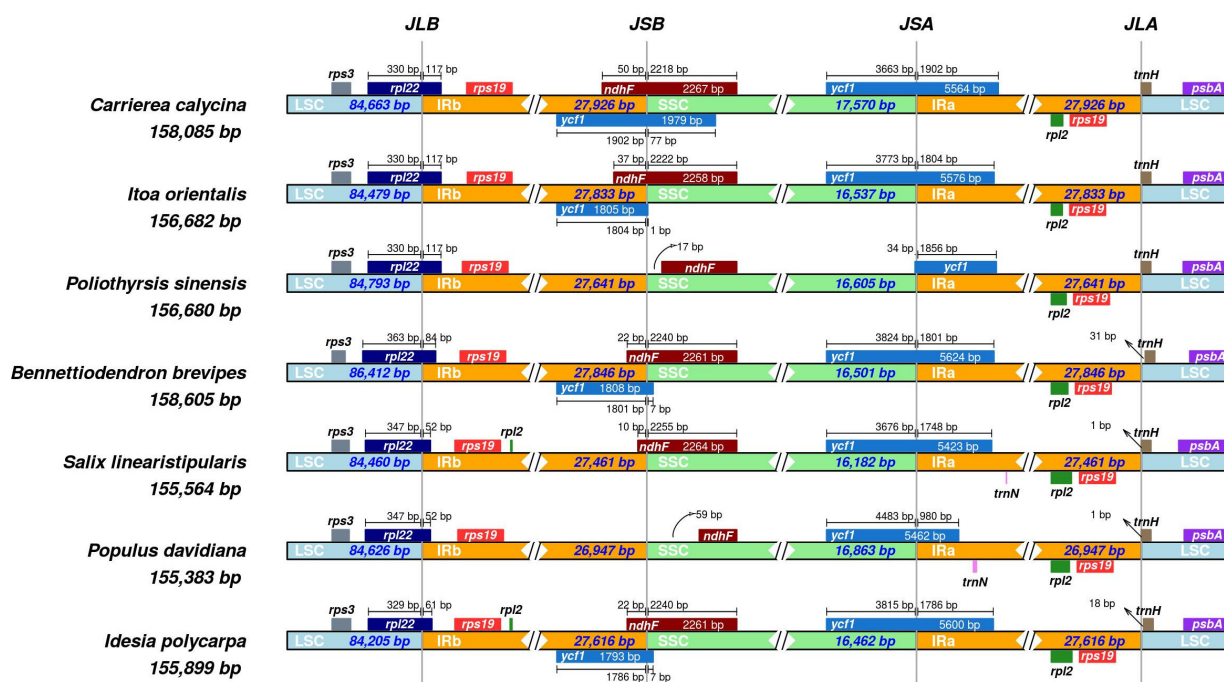 JLB JSB JSA JLA
330 bp 117 bp 50 bp 2218 bp 3663 bp 1902 bp
rps3 rpl22 rps19 ndhF 2267 bp ycf1 5564 bp trnH psbA
Carrierea calycina LSC 84,663 bp IRb 27,926 bp SSC 17,570 bp IRa 27,926 bp LSC
158,085 bp ycf1 1979 bp rpl2 rps19
1902 bp 77 bp
330 bp 117 bp 37 bp 2222 bp 3773 bp 1804 bp
rps3 rpl22 rps19 ndhF 2258 bp ycf1 5576 bp trnH psbA
Itoa orientalis LSC 84,479 bp IRb 27,833 bp SSC 16,537 bp IRa 27,833 bp LSC
156,682 bp ycf1 1805 bp rpl2 rps19
1804 bp 1 bp
330 bp 117 bp 17 bp 34 bp 1856 bp
rps3 rpl22 rps19 ndhF ycf1 trnH psbA
Poliothyrsis sinensis LSC 84,793 bp IRb 27,641 bp SSC 16,605 bp IRa 27,641 bp LSC
156,680 bp rpl2 rps19
363 bp 84 bp 22 bp 2240 bp 3824 bp 1801 bp 31 bp
rps3 rpl22 rps19 ndhF 2261 bp ycf1 5624 bp trnH psbA
Bennettiodendron brevipes LSC 86,412 bp IRb 27,846 bp SSC 16,501 bp IRa 27,846 bp LSC
158,605 bp ycf1 1808 bp rpl2 rps19
1801 bp 7 bp
347 bp 52 bp 10 bp 2255 bp 3676 bp 1748 bp 1 bp
rps3 rpl22 rps19 rpl2 ndhF 2264 bp ycf1 5423 bp trnH psbA
Salix linearistipularis LSC 84,460 bp IRb 27,461 bp SSC 16,182 bp IRa 27,461 bp LSC
155,564 bp trnN rpl2 rps19
347 bp 52 bp 59 bp 4483 bp 980 bp 1 bp
rps3 rpl22 rps19 ndhF ycf1 5462 bp trnH psbA
Populus davidiana LSC 84,626 bp IRb 26,947 bp SSC 16,863 bp IRa 26,947 bp LSC
155,383 bp trnN rpl2 rps19
329 bp 61 bp 22 bp 2240 bp 3815 bp 1786 bp 18 bp
rps3 rpl22 rps19 rpl2 ndhF 2261 bp ycf1 5600 bp trnH psbA
Idesia polycarpa LSC 84,205 bp IRb 27,616 bp SSC 16,462 bp IRa 27,616 bp LSC
155,899 bp ycf1 1793 bp rpl2 rps19
1786 bp 7 bp